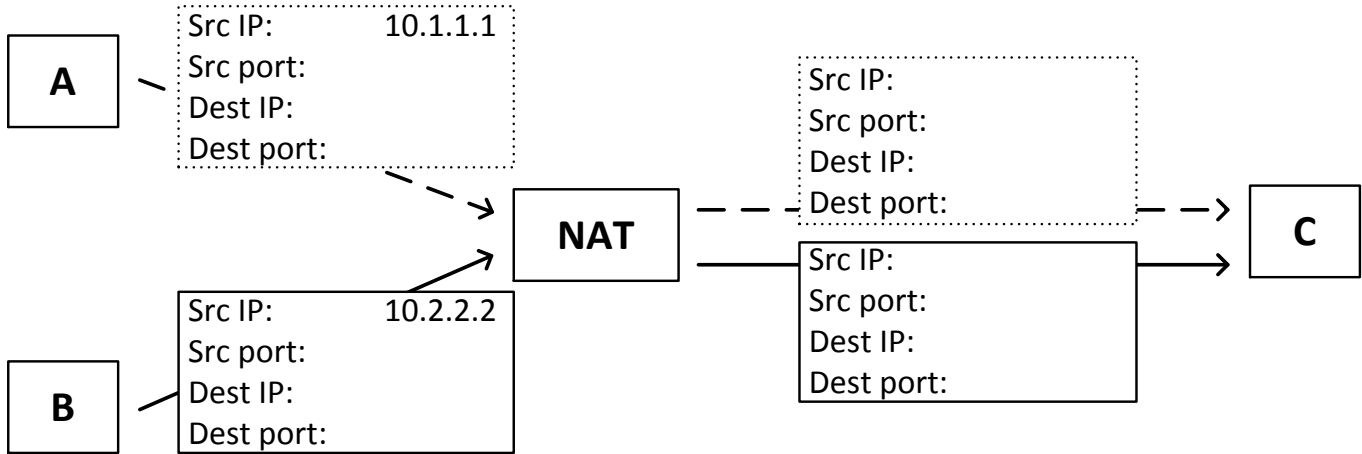 A
Src IP: 10.1.1.1
Src port:
Dest IP:
Dest port:
Src IP:
Src port:
Dest IP:
Dest port:
NAT
C
Src IP:
Src port:
Dest IP:
Dest port:
B
Src IP: 10.2.2.2
Src port:
Dest IP:
Dest port: